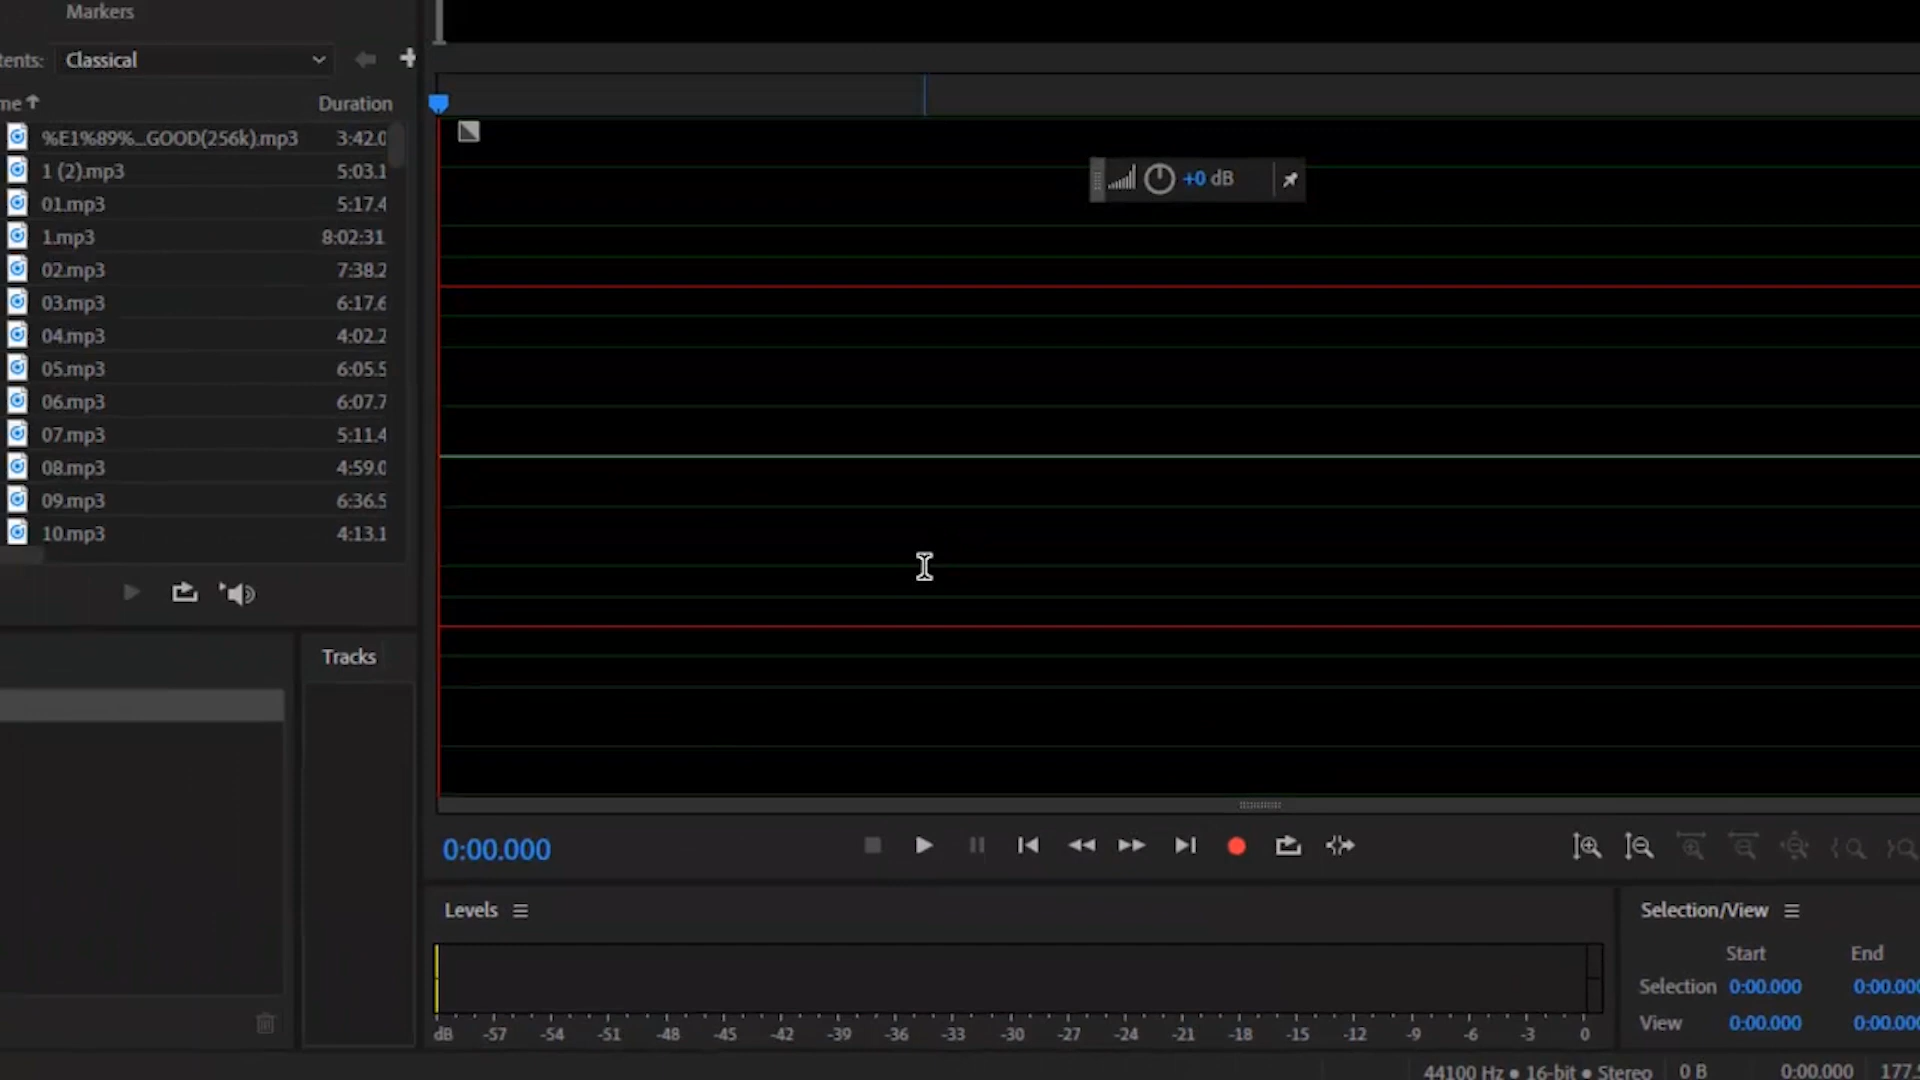 Markers
tents: Classical
me Duration
%E1%89%...GOOD(256k).mp3 3:42.0
1 (2).mp3 5:03.1
01.mp3 5:17.4
1.mp3 8:02:31
02.mp3 7:38.2
03.mp3 6:17.6
04.mp3 4:02.2
05.mp3 6:05.5
06.mp3 6:07.7
07.mp3 5:11.4
08.mp3 4:59.0
09.mp3 6:36.5
10.mp3 4:13.1
+0 dB
Tracks
0:00.000
Levels
dB -57 -54 -51 -48 -45 -42 -39 -36 -33 -30 -27 -24 -21 -18 -15 -12 -9 -6 -3 0
Selection/View
Start End
Selection 0:00.000 0:00.000
View 0:00.000 0:00.000
44100 Hz ● 16-bit ● Stereo 0 B 0:00.000 177.